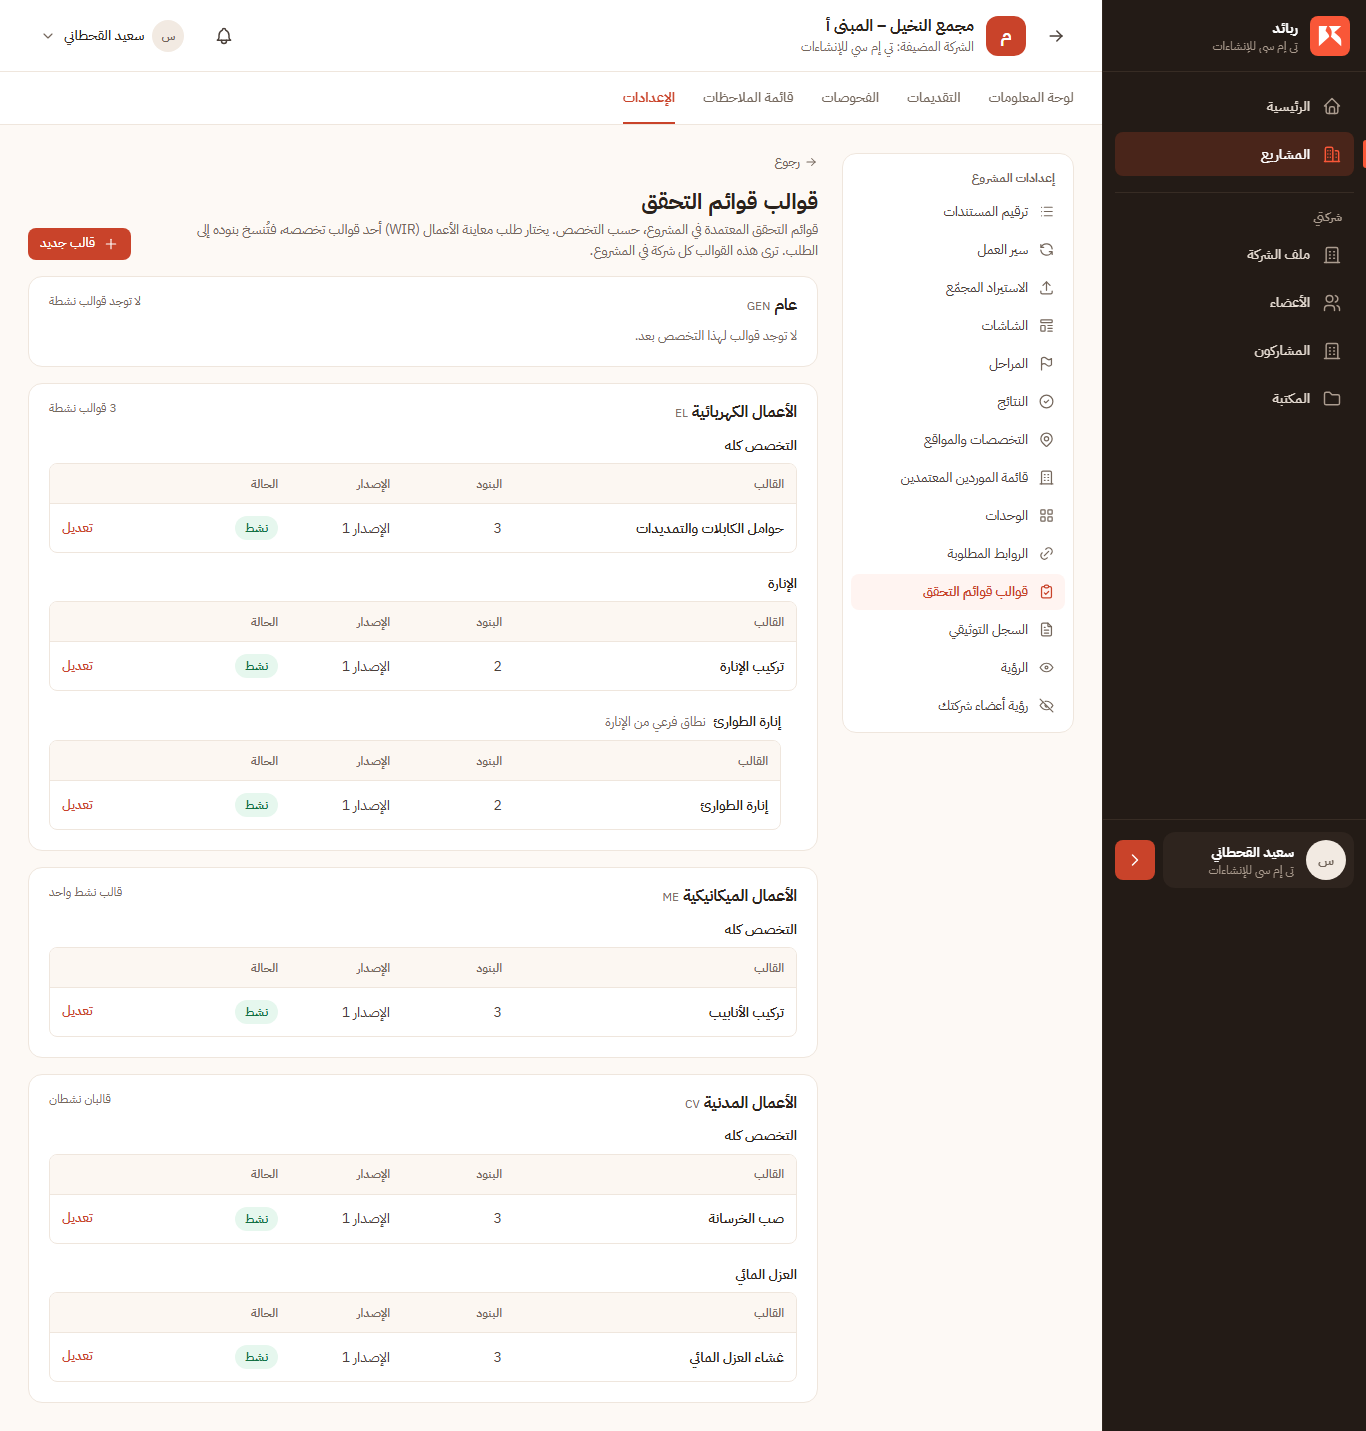 ربائد
تي إم سي للإنشاءات
الرئيسية
المشاريع
شركتي
ملف الشركة
الأعضاء
المشاركون
المكتبة
سعيد القحطاني
تي إم سي للإنشاءات
س
مجمع النخيل – المبنى أ
الشركة المضيفة: تي إم سي للإنشاءات
م
س
سعيد القحطاني
لوحة المعلومات
التقديمات
الفحوصات
قائمة الملاحظات
الإعدادات
إعدادات المشروع
ترقيم المستندات
سير العمل
الاستيراد المجمّع
الشاشات
المراحل
النتائج
التخصصات والمواقع
قائمة الموردين المعتمدين
الوحدات
الروابط المطلوبة
قوالب قوائم التحقق
السجل التوثيقي
الرؤية
رؤية أعضاء شركتك
رجوع
قوالب قوائم التحقق
قوائم التحقق المعتمدة في المشروع، حسب التخصص. يختار طلب معاينة الأعمال (WIR) أحد قوالب تخصصه، فتُنسخ بنوده إلى
الطلب. ترى هذه القوالب كل شركة في المشروع.
قالب جديد
عام GEN
لا توجد قوالب نشطة
لا توجد قوالب لهذا التخصص بعد.
الأعمال الكهربائية EL
3 قوالب نشطة
التخصص كله
القالب البنود الإصدار الحالة
حوامل الكابلات والتمديدات 3 الإصدار 1 نشط تعديل
الإنارة
القالب البنود الإصدار الحالة
تركيب الإنارة 2 الإصدار 1 نشط تعديل
إنارة الطوارئ نطاق فرعي من الإنارة
القالب البنود الإصدار الحالة
إنارة الطوارئ 2 الإصدار 1 نشط تعديل
الأعمال الميكانيكية ME
قالب نشط واحد
التخصص كله
القالب البنود الإصدار الحالة
تركيب الأنابيب 3 الإصدار 1 نشط تعديل
الأعمال المدنية CV
قالبان نشطان
التخصص كله
القالب البنود الإصدار الحالة
صب الخرسانة 3 الإصدار 1 نشط تعديل
العزل المائي
القالب البنود الإصدار الحالة
غشاء العزل المائي 3 الإصدار 1 نشط تعديل